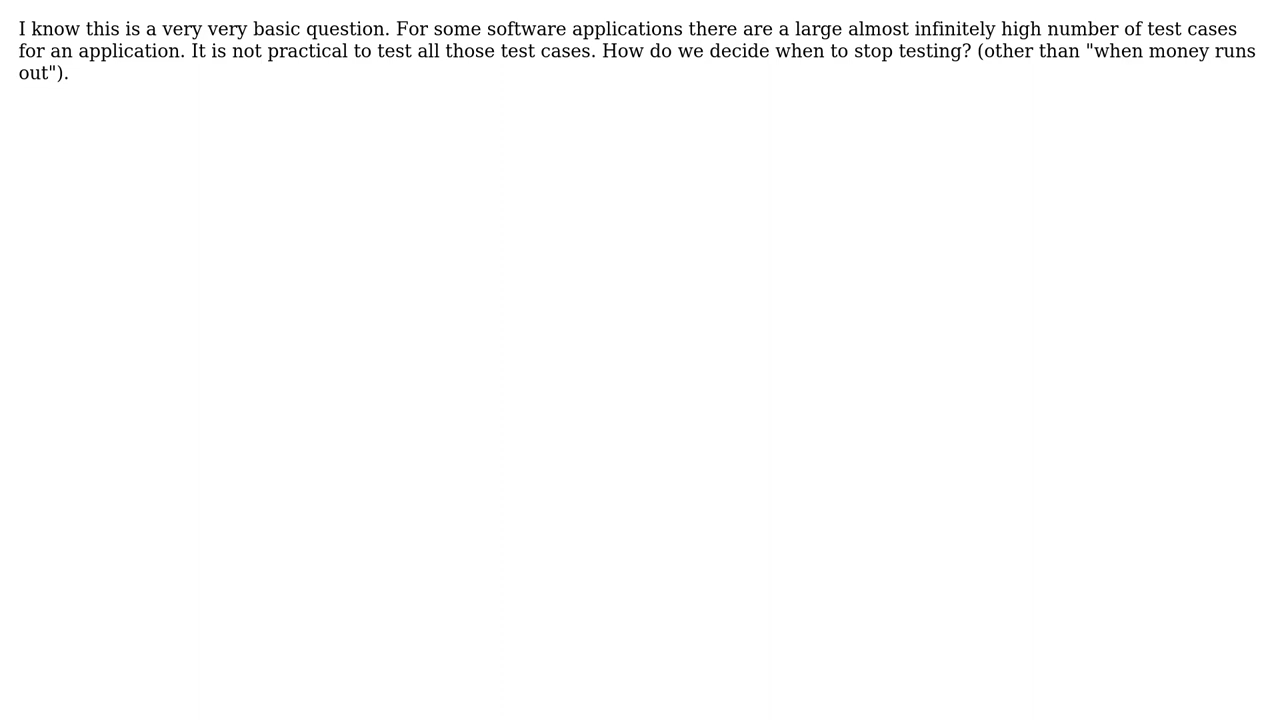 I know this is a very very basic question. For some software applications there are a large almost infinitely high number of test cases
for an application. It is not practical to test all those test cases. How do we decide when to stop testing? (other than "when money runs
out").